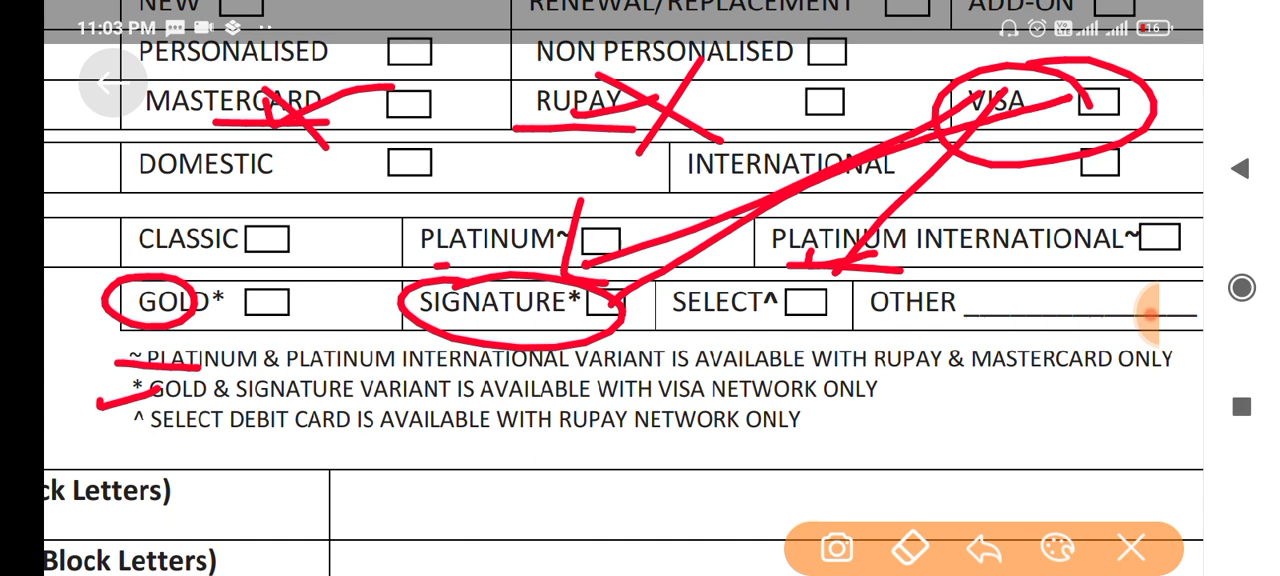 NEW RENEWAL/REPLACEMENT ADD-ON
11:03 PM 16
PERSONALISED NON PERSONALISED
MASTERCARD RUPAY VISA
DOMESTIC INTERNATIONAL
CLASSIC PLATINUM~ PLATINUM INTERNATIONAL~
GOLD* SIGNATURE* SELECT^ OTHER
~ PLATINUM & PLATINUM INTERNATIONAL VARIANT IS AVAILABLE WITH RUPAY & MASTERCARD ONLY
* GOLD & SIGNATURE VARIANT IS AVAILABLE WITH VISA NETWORK ONLY
^ SELECT DEBIT CARD IS AVAILABLE WITH RUPAY NETWORK ONLY
ck Letters)
Block Letters)